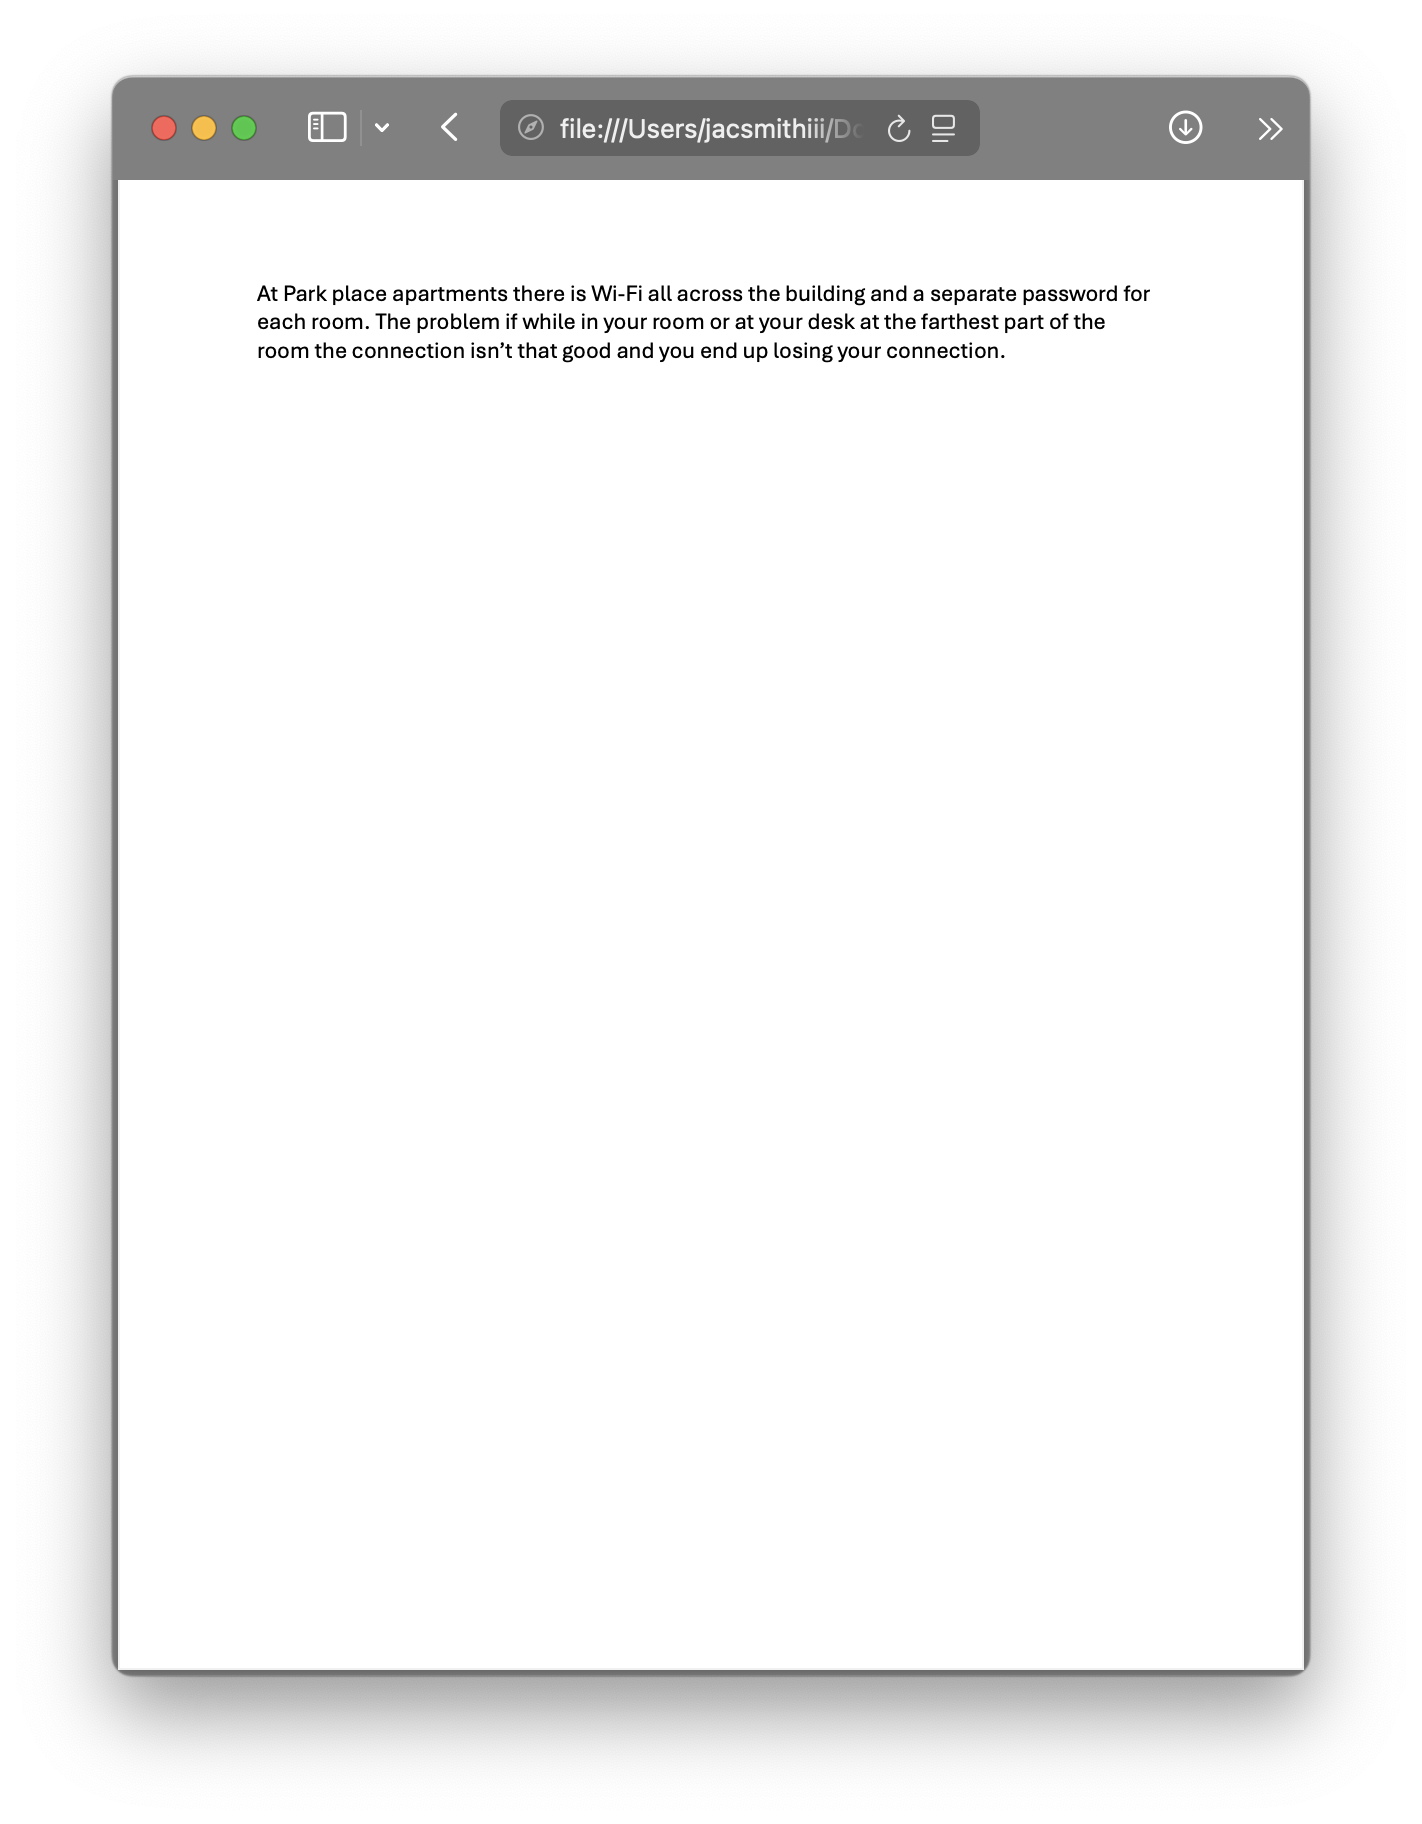 file:///Users/jacsmithiii/
At Park place apartments there is Wi-Fi all across the building and a separate password for
each room. The problem if while in your room or at your desk at the farthest part of the
room the connection isn’t that good and you end up losing your connection.